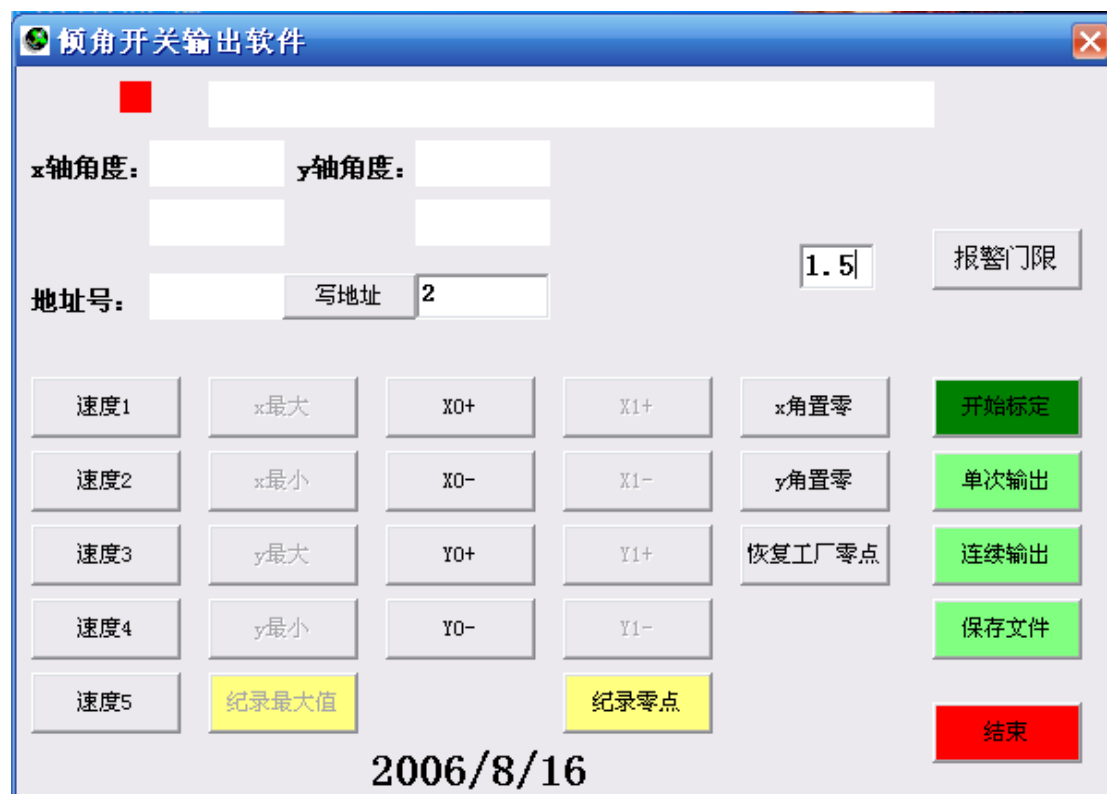 倾角开关输出软件
x轴角度： y轴角度：
1.5 报警门限
地址号： 写地址 2
速度1 x最大 X0+ X1+ x角置零 开始标定
速度2 x最小 X0- X1- y角置零 单次输出
速度3 y最大 Y0+ Y1+ 恢复工厂零点 连续输出
速度4 y最小 Y0- Y1- 保存文件
速度5 纪录最大值 纪录零点
结束
2006/8/16